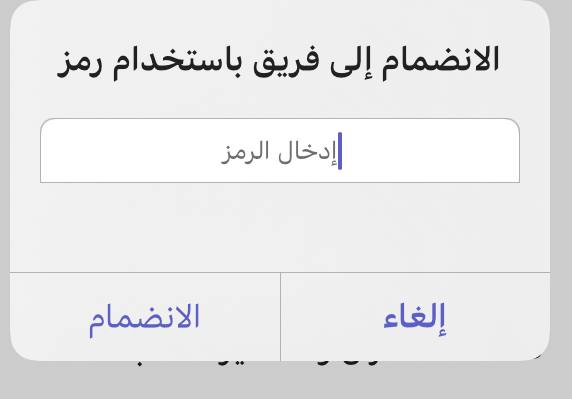 الانضمام إلى فريق باستخدام رمز
إدخال الرمز
إلغاء
الانضمام